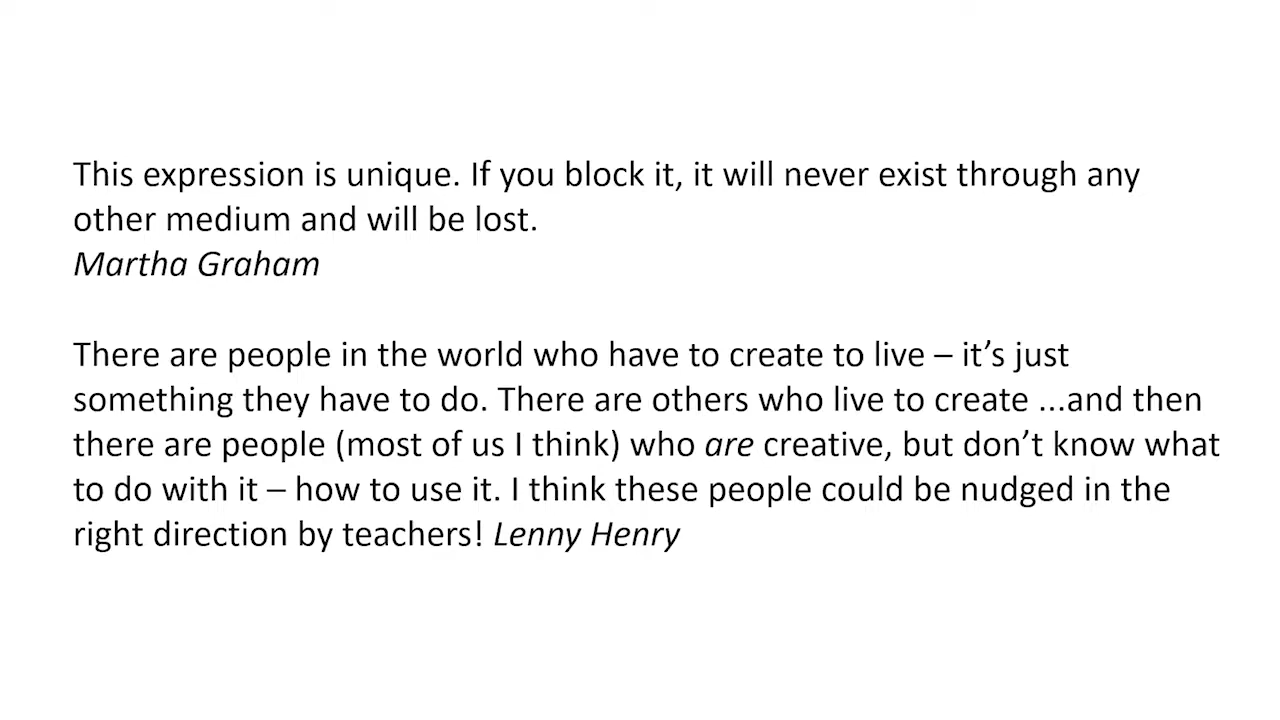 This expression is unique. If you block it, it will never exist through any
other medium and will be lost.
Martha Graham
There are people in the world who have to create to live – it’s just
something they have to do. There are others who live to create ...and then
there are people (most of us I think) who are creative, but don’t know what
to do with it – how to use it. I think these people could be nudged in the
right direction by teachers! Lenny Henry